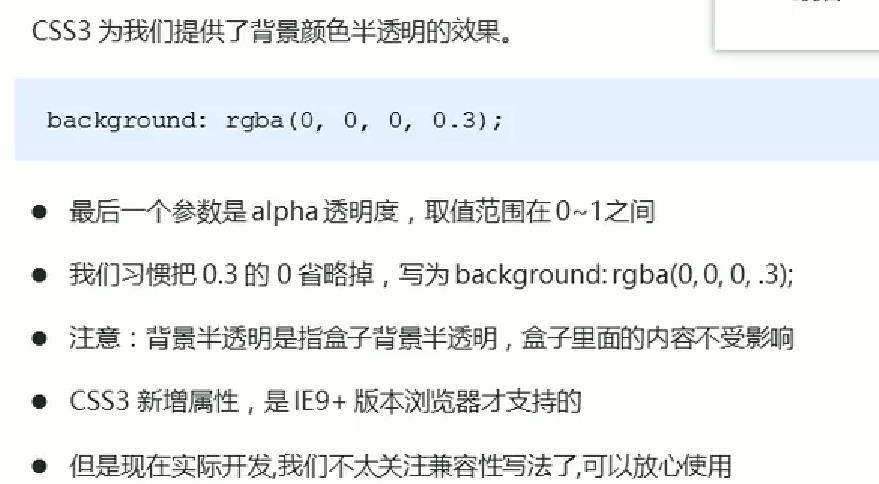 CSS3 为我们提供了背景颜色半透明的效果。
background: rgba(0, 0, 0, 0.3);
● 最后一个参数是 alpha 透明度，取值范围在 0~1之间
● 我们习惯把 0.3 的 0 省略掉，写为 background: rgba(0, 0, 0, .3);
● 注意：背景半透明是指盒子背景半透明，盒子里面的内容不受影响
● CSS3 新增属性，是 IE9+ 版本浏览器才支持的
● 但是现在实际开发,我们不太关注兼容性写法了,可以放心使用